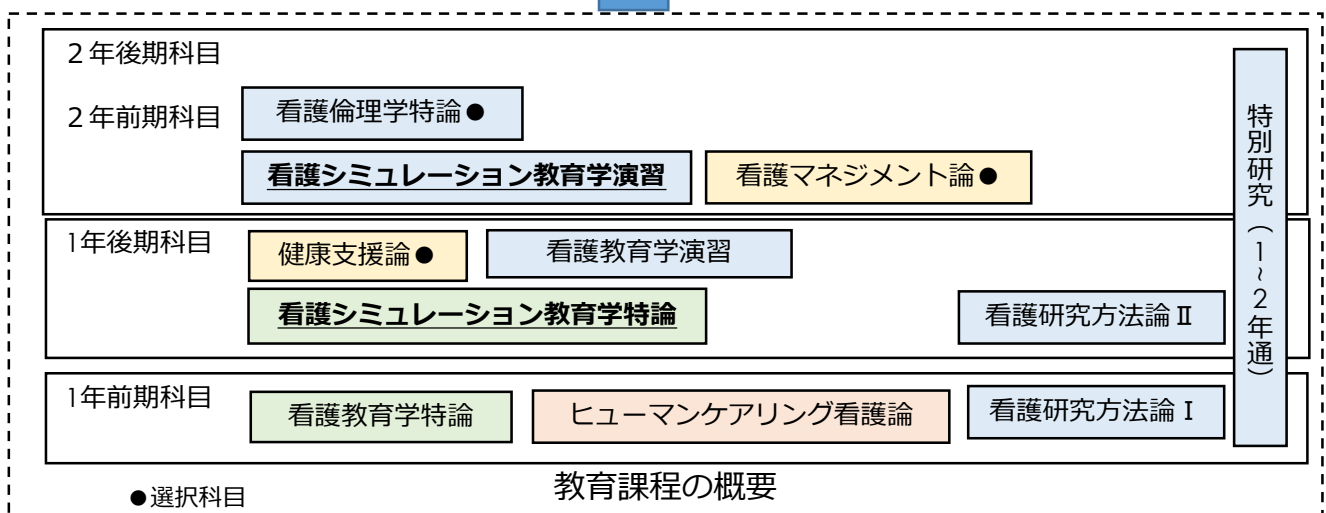 2年後期科目
2年前期科目
看護倫理学特論●
看護シミュレーション教育学演習
看護マネジメント論●
1年後期科目
健康支援論●
看護教育学演習
看護シミュレーション教育学特論
看護研究方法論Ⅱ
1年前期科目
看護教育学特論
ヒューマンケアリング看護論
看護研究方法論Ⅰ
特別研究(1~2年通)
●選択科目
教育課程の概要